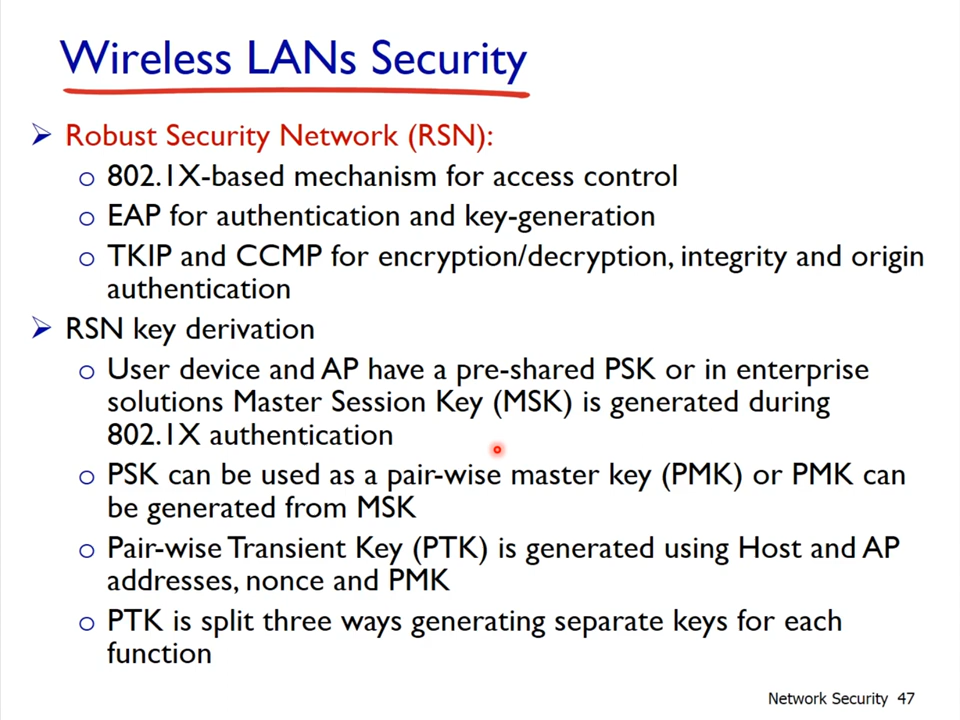 Wireless LANs Security
➢ Robust Security Network (RSN):
o 802.1X-based mechanism for access control
o EAP for authentication and key-generation
o TKIP and CCMP for encryption/decryption, integrity and origin
authentication
➢ RSN key derivation
o User device and AP have a pre-shared PSK or in enterprise
solutions Master Session Key (MSK) is generated during
802.1X authentication
o PSK can be used as a pair-wise master key (PMK) or PMK can
be generated from MSK
o Pair-wise Transient Key (PTK) is generated using Host and AP
addresses, nonce and PMK
o PTK is split three ways generating separate keys for each
function
Network Security 47